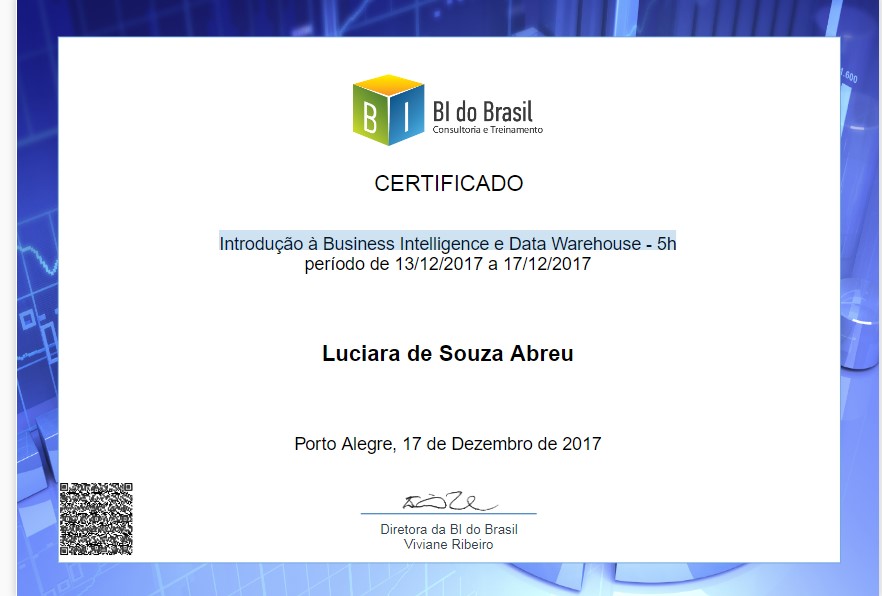 1.600
B I
BI do Brasil
Consultoria e Treinamento
CERTIFICADO
Introdução à Business Intelligence e Data Warehouse - 5h
período de 13/12/2017 a 17/12/2017
Luciara de Souza Abreu
Porto Alegre, 17 de Dezembro de 2017
Diretora da BI do Brasil
Viviane Ribeiro